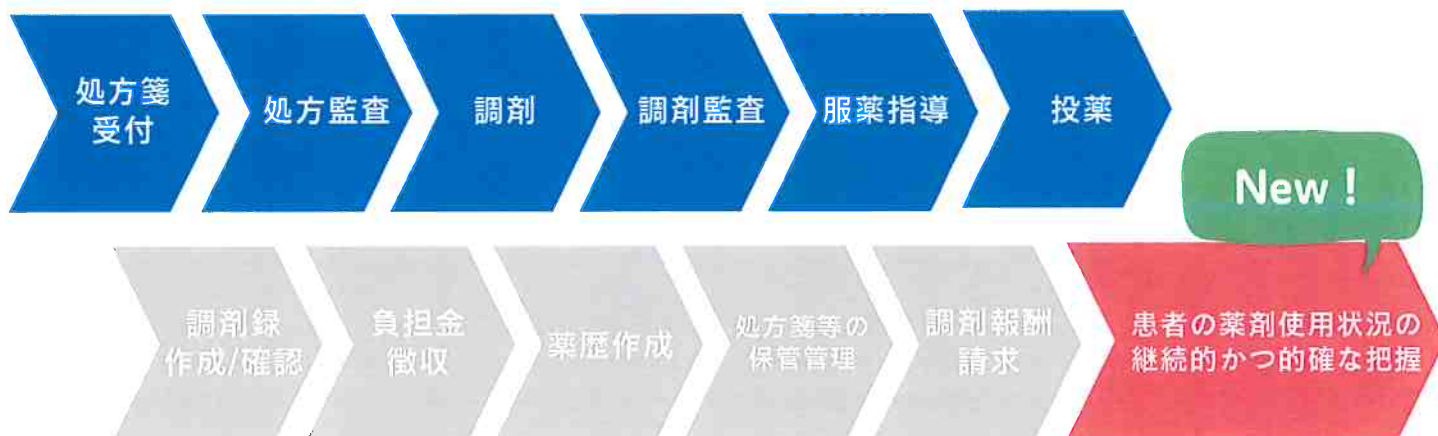 処方箋
受付
処方監査
調剤
調剤監査
服薬指導
投薬
New !
調剤録
作成/確認
負担金
徴収
薬歴作成
処方箋等の
保管管理
調剤報酬
請求
患者の薬剤使用状況の
継続的かつ的確な把握